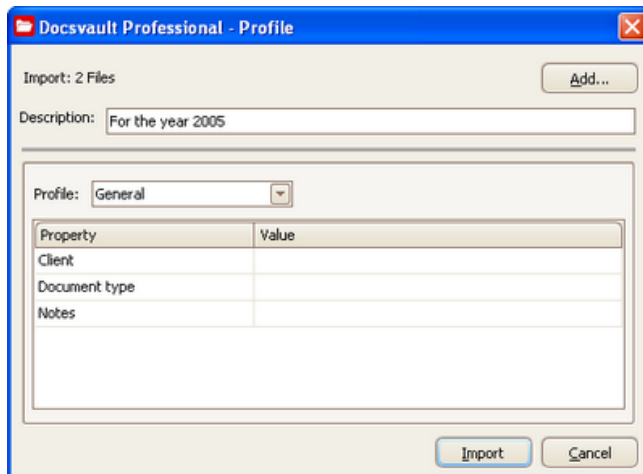 Docsvault Professional - Profile
Import: 2 Files
Add...
Description: For the year 2005
Profile: General
Property Value
Client
Document type
Notes
Import Cancel